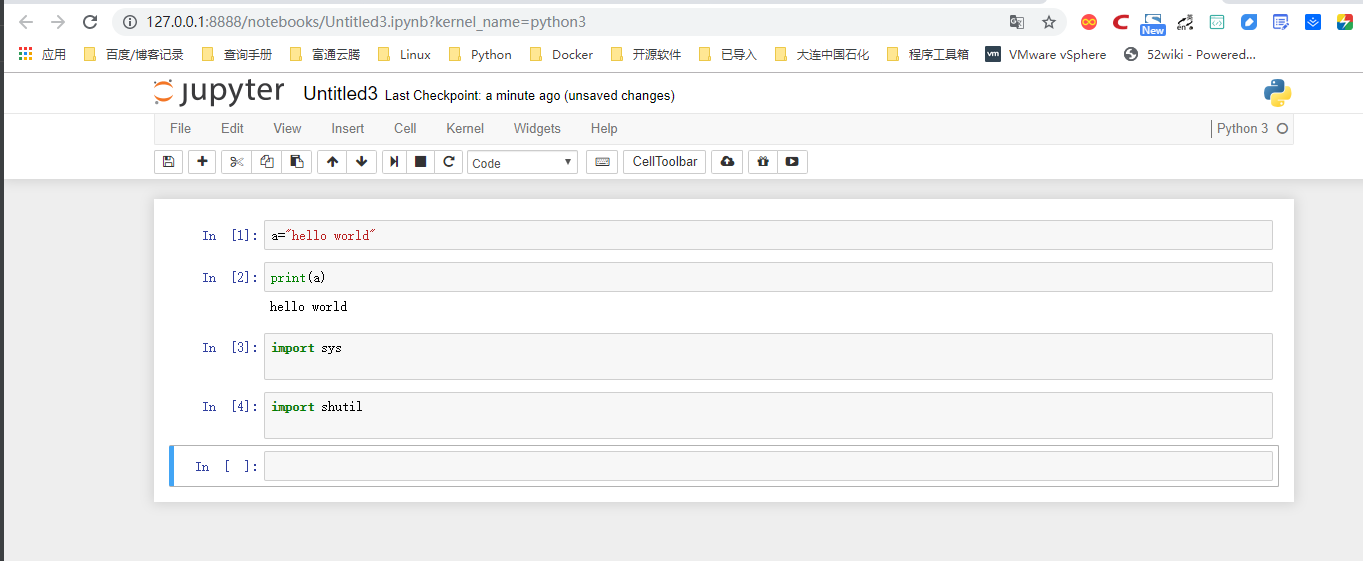 127.0.0.1:8888/notebooks/Untitled3.ipynb?kernel_name=python3
New
en
应用 百度/博客记录 查询手册 富通云腾 Linux Python Docker 开源软件 已导入 大连中国石化 程序工具箱 vm VMware vSphere 52wiki - Powered...
jupyter Untitled3 Last Checkpoint: a minute ago (unsaved changes)
File Edit View Insert Cell Kernel Widgets Help Python 3
Code CellToolbar
In [1]: a="hello world"
In [2]: print(a)
hello world
In [3]: import sys
In [4]: import shutil
In [ ]: